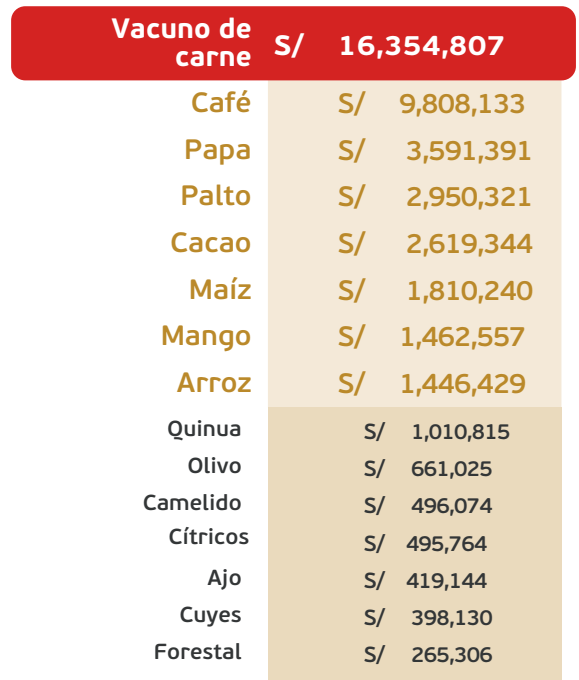 Vacuno de
carne S/ 16,354,807
Café S/ 9,808,133
Papa S/ 3,591,391
Palto S/ 2,950,321
Cacao S/ 2,619,344
Maíz S/ 1,810,240
Mango S/ 1,462,557
Arroz S/ 1,446,429
Quinua S/ 1,010,815
Olivo S/ 661,025
Camelido S/ 496,074
Cítricos S/ 495,764
Ajo S/ 419,144
Cuyes S/ 398,130
Forestal S/ 265,306